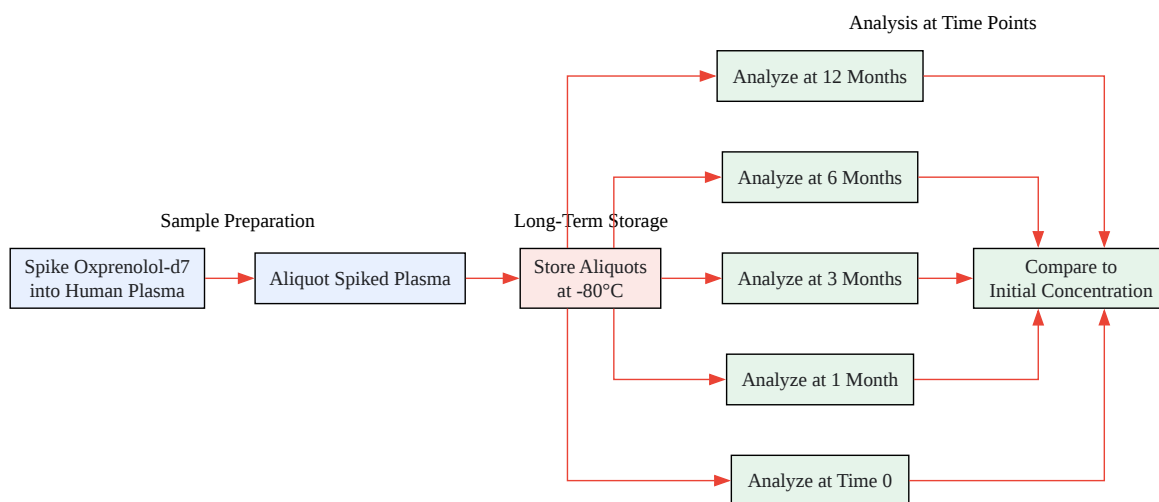 Analysis at Time Points
Analyze at 12 Months
Analyze at 6 Months
Sample Preparation
Long-Term Storage
Spike Oxprenolol-d7
into Human Plasma
Aliquot Spiked Plasma
Store Aliquots
at -80°C
Analyze at 3 Months
Compare to
Initial Concentration
Analyze at 1 Month
Analyze at Time 0